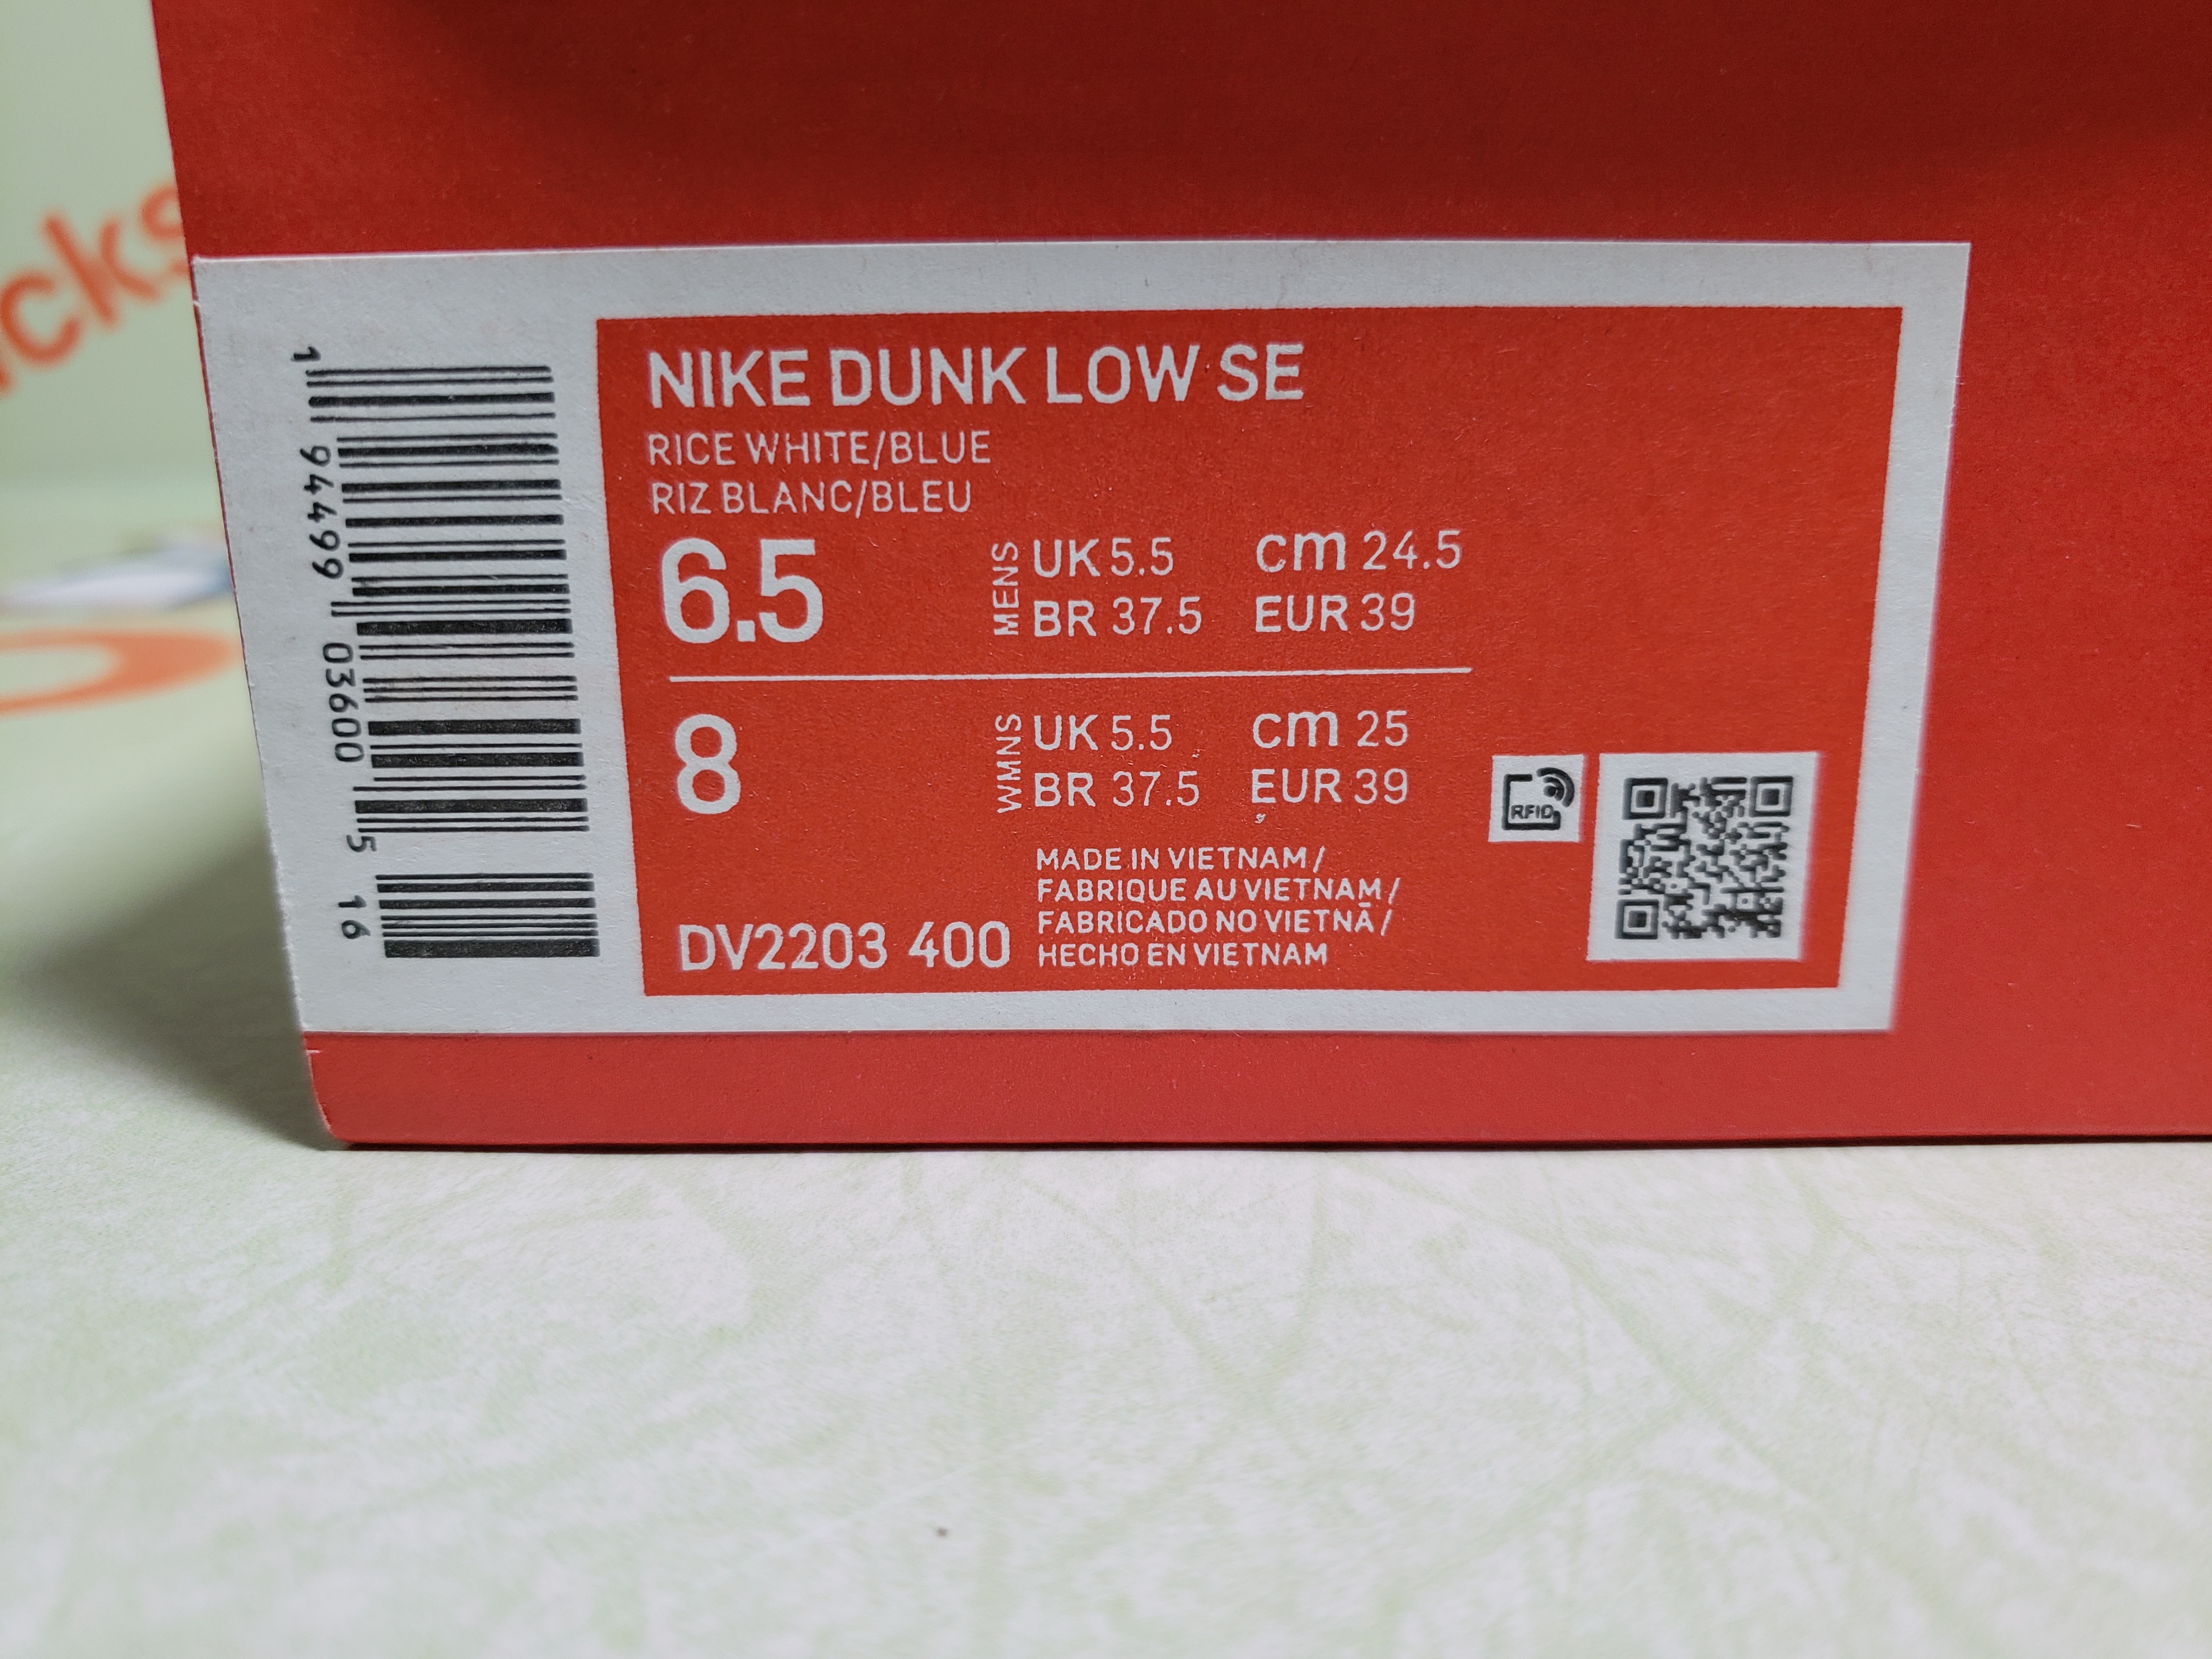 NIKE DUNK LOW SE
RICE WHITE/BLUE
RIZ BLANC/BLEU
6.5 MENS UK 5.5 cm 24.5
BR 37.5 EUR 39
8 WMNS UK 5.5 cm 25
BR 37.5 EUR 39
MADE IN VIETNAM /
FABRIQUE AU VIETNAM /
FABRICADO NO VIETNÃ /
HECHO EN VIETNAM
DV2203 400
RFID
1 94499 03600 5 16